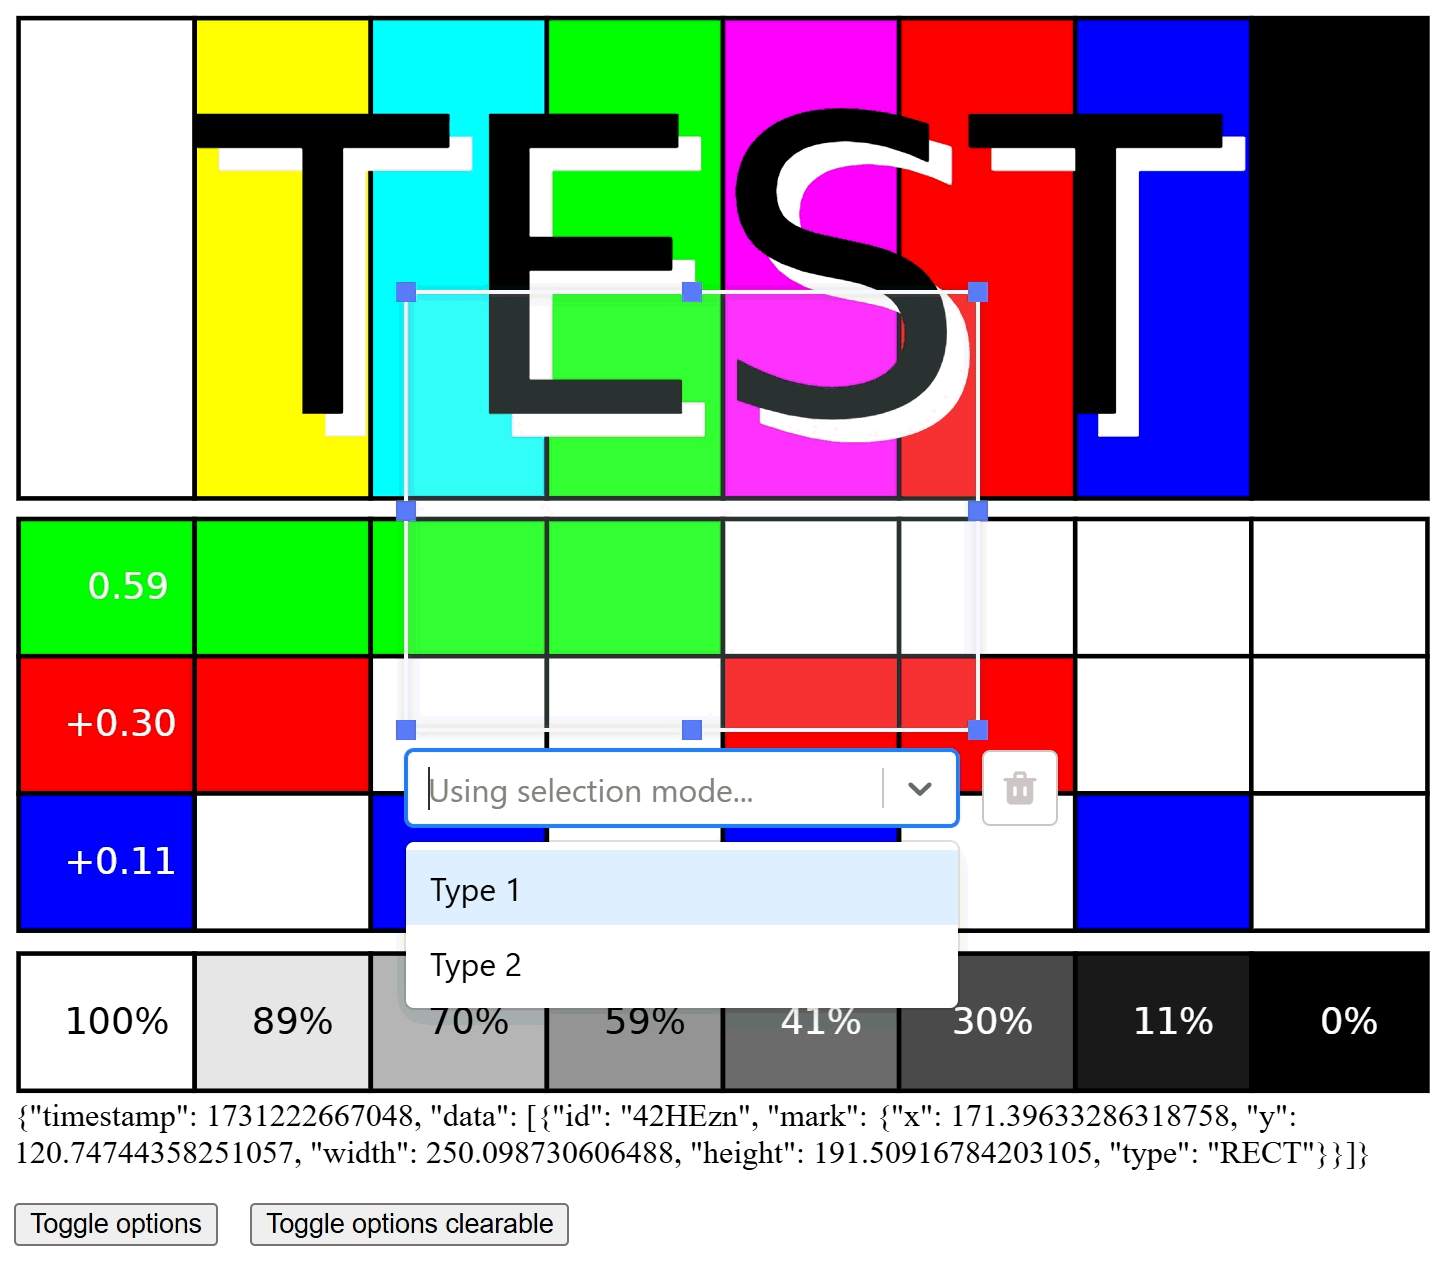 TEST
0.59
+0.30
Using selection mode...
+0.11
Type 1
Type 2
100% 89% 70% 59% 41% 30% 11% 0%
{"timestamp": 1731222667048, "data": [{"id": "42HEzn", "mark": {"x": 171.39633286318758, "y":
120.74744358251057, "width": 250.098730606488, "height": 191.50916784203105, "type": "RECT"}}]}
Toggle options Toggle options clearable